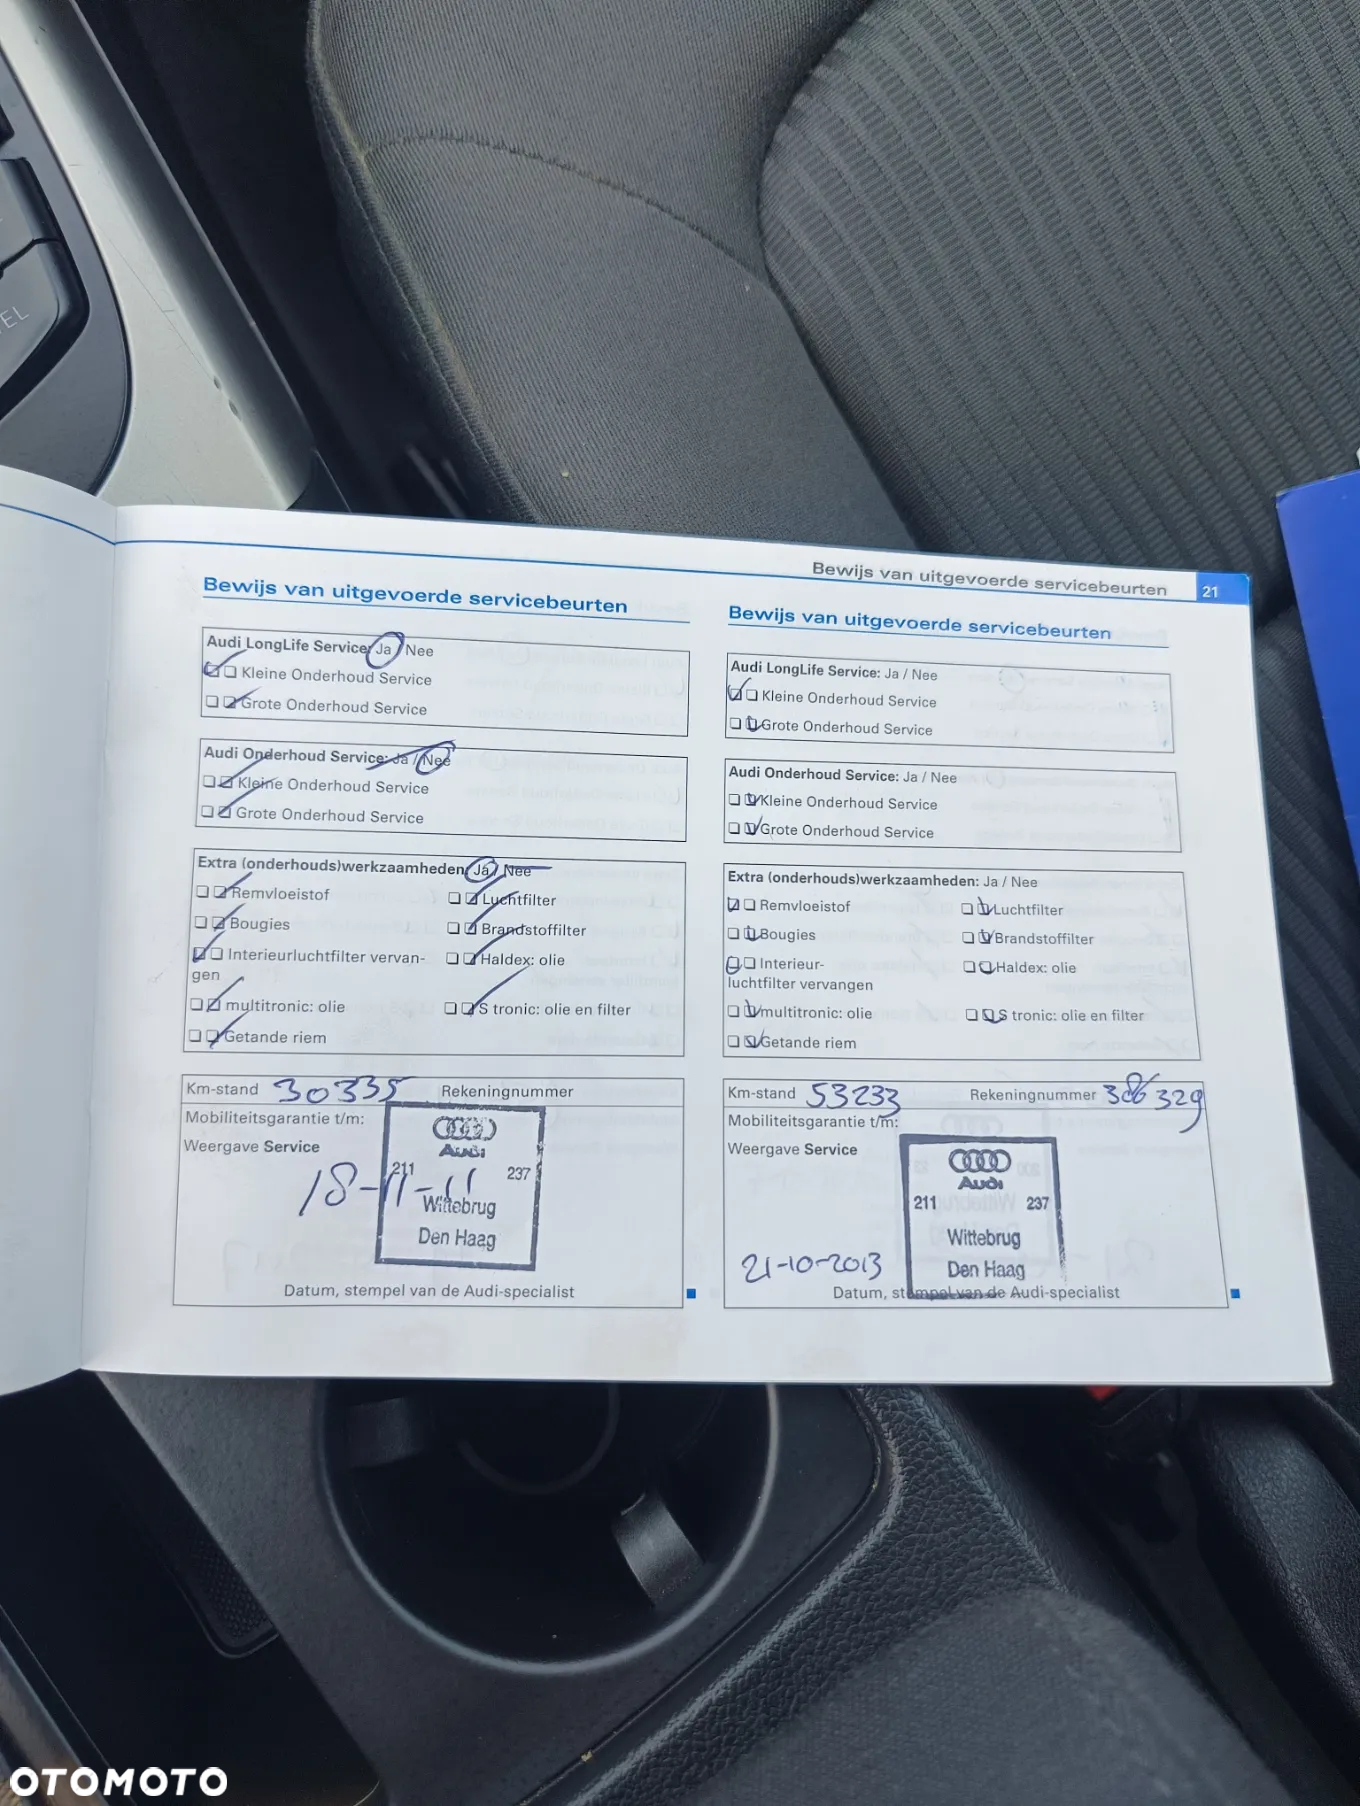 EL
Bewijs van uitgevoerde servicebeurten 21
Bewijs van uitgevoerde servicebeurten
Audi LongLife Service: Ja / Nee
Kleine Onderhoud Service
Grote Onderhoud Service
Audi Onderhoud Service: Ja / Nee
Kleine Onderhoud Service
Grote Onderhoud Service
Extra (onderhouds)werkzaamheden: Ja / Nee
Remvloeistof Luchtfilter
Bougies Brandstoffilter
Interieurluchtfilter vervan- Haldex: olie
gen
multitronic: olie S tronic: olie en filter
Getande riem
Km-stand 30335 Rekeningnummer
Mobiliteitsgarantie t/m:
Weergave Service
Audi
211 237
18-11-11
Wittebrug
Den Haag
Datum, stempel van de Audi-specialist
Bewijs van uitgevoerde servicebeurten
Audi LongLife Service: Ja / Nee
Kleine Onderhoud Service
Grote Onderhoud Service
Audi Onderhoud Service: Ja / Nee
Kleine Onderhoud Service
Grote Onderhoud Service
Extra (onderhouds)werkzaamheden: Ja / Nee
Remvloeistof Luchtfilter
Bougies Brandstoffilter
Interieur- Haldex: olie
luchtfilter vervangen
multitronic: olie S tronic: olie en filter
Getande riem
Km-stand 53233 Rekeningnummer 386329
Mobiliteitsgarantie t/m:
Weergave Service
Audi
211 237
Wittebrug
21-10-2013
Den Haag
Datum, stempel van de Audi-specialist
OTOMOTO